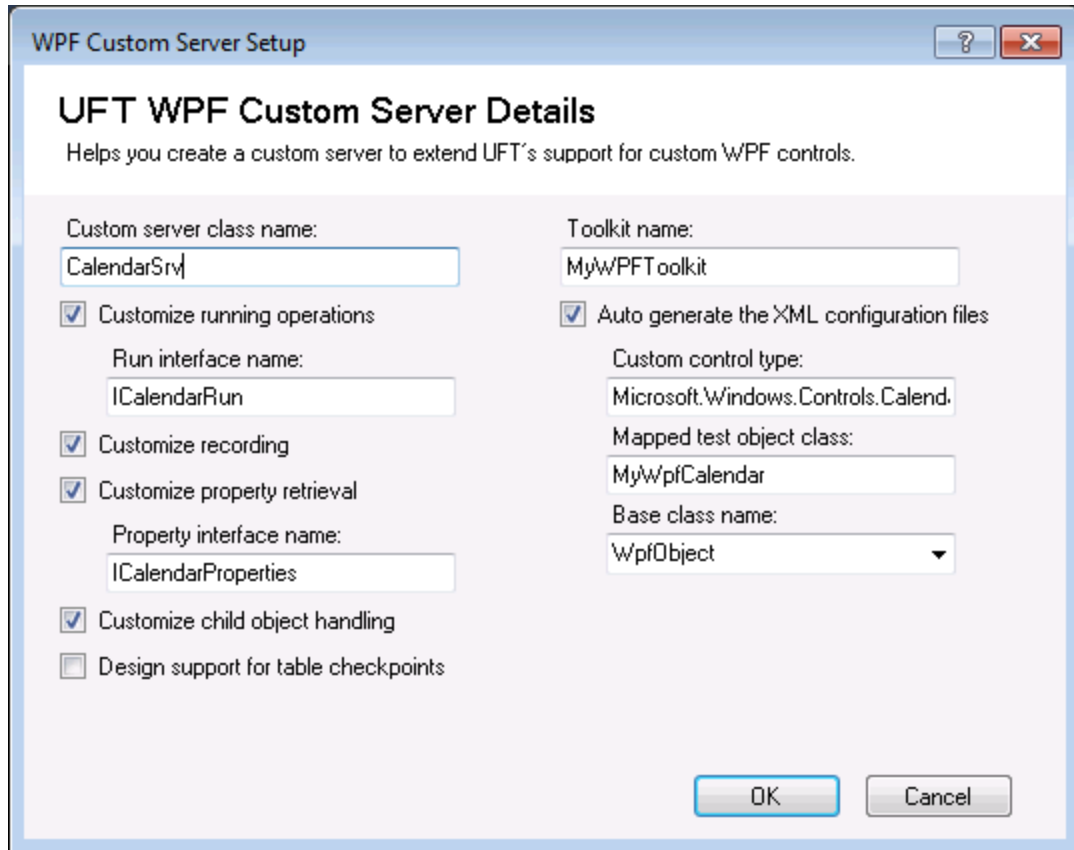 WPF Custom Server Setup
UFT WPF Custom Server Details
Helps you create a custom server to extend UFT's support for custom WPF controls.
Custom server class name:
CalendarSrv
Customize running operations
Run interface name:
ICalendarRun
Customize recording
Customize property retrieval
Property interface name:
ICalendarProperties
Customize child object handling
Design support for table checkpoints
Toolkit name:
MyWPFToolkit
Auto generate the XML configuration files
Custom control type:
Microsoft.Windows.Controls.Calend
Mapped test object class:
MyWpfCalendar
Base class name:
WpfObject
OK Cancel